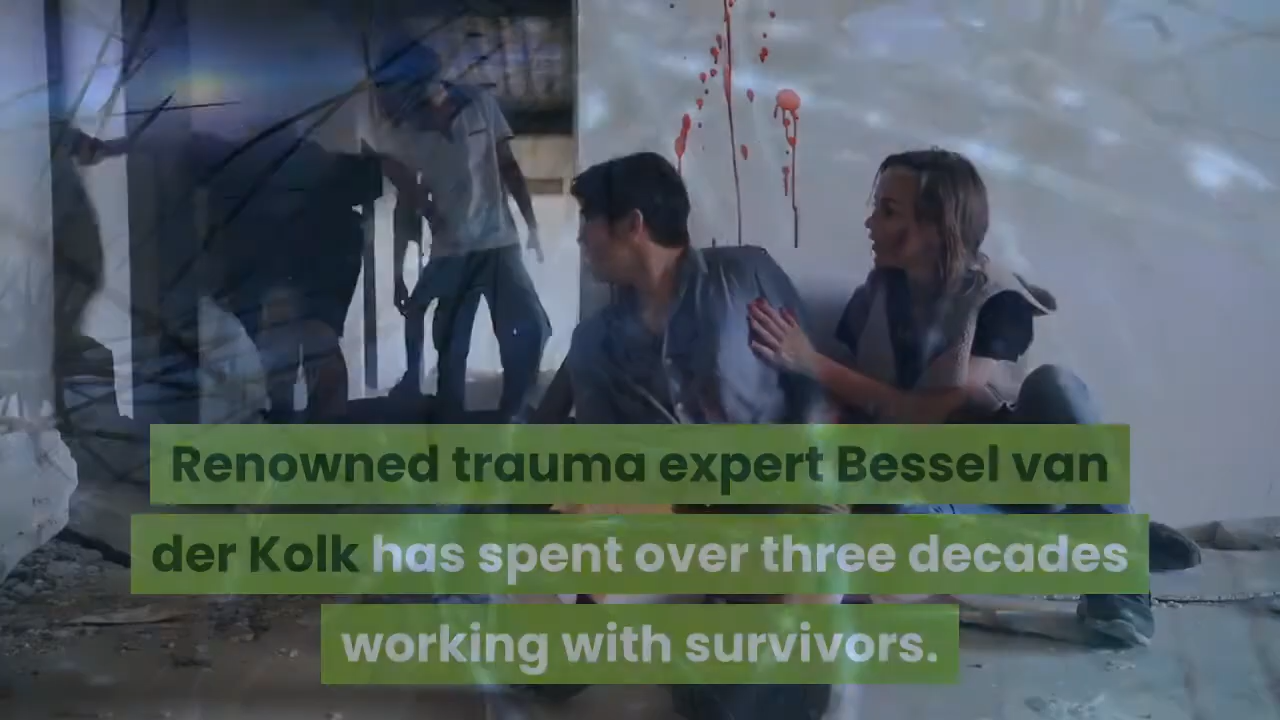 Renowned trauma expert Bessel van
der Kolk has spent over three decades
working with survivors.